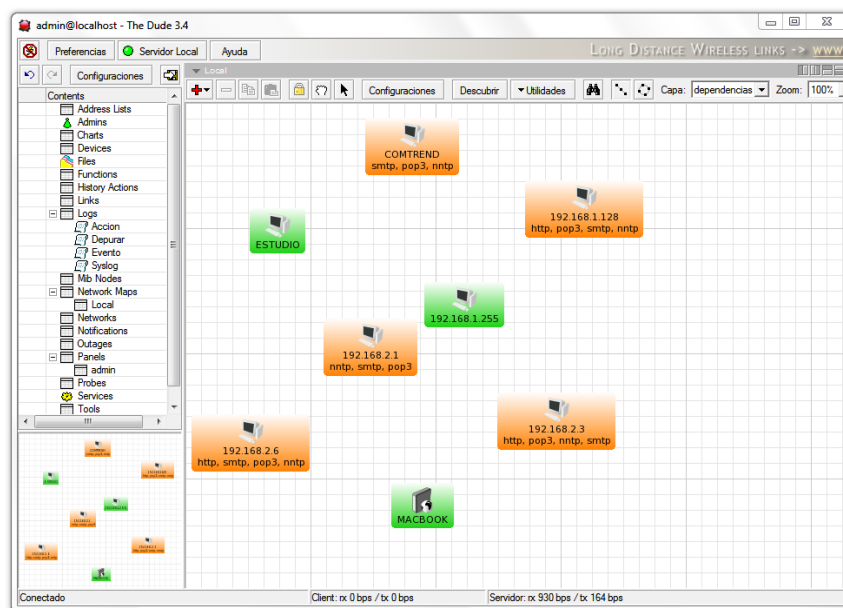 admin@localhost - The Dude 3.4
Preferencias
Servidor Local
Ayuda
LONG DISTANCE WIRELESS LINKS -> www
Configuraciones
Local
Configuraciones
Descubrir
Utilidades
Capa:
dependencias
Zoom:
100%
Contents
Address Lists
Admins
Charts
Devices
Files
Functions
History Actions
Links
Logs
Accion
Depurar
Evento
Syslog
Mib Nodes
Network Maps
Local
Networks
Notifications
Outages
Panels
admin
Probes
Services
Tools
COMTREND
smtp, pop3, nntp
192.168.1.128
http, pop3, smtp, nntp
ESTUDIO
192.168.1.255
192.168.2.1
nntp, smtp, pop3
192.168.2.3
http, pop3, nntp, smtp
192.168.2.6
http, smtp, pop3, nntp
MACBOOK
Conectado
Client: rx 0 bps / tx 0 bps
Servidor: rx 930 bps / tx 164 bps